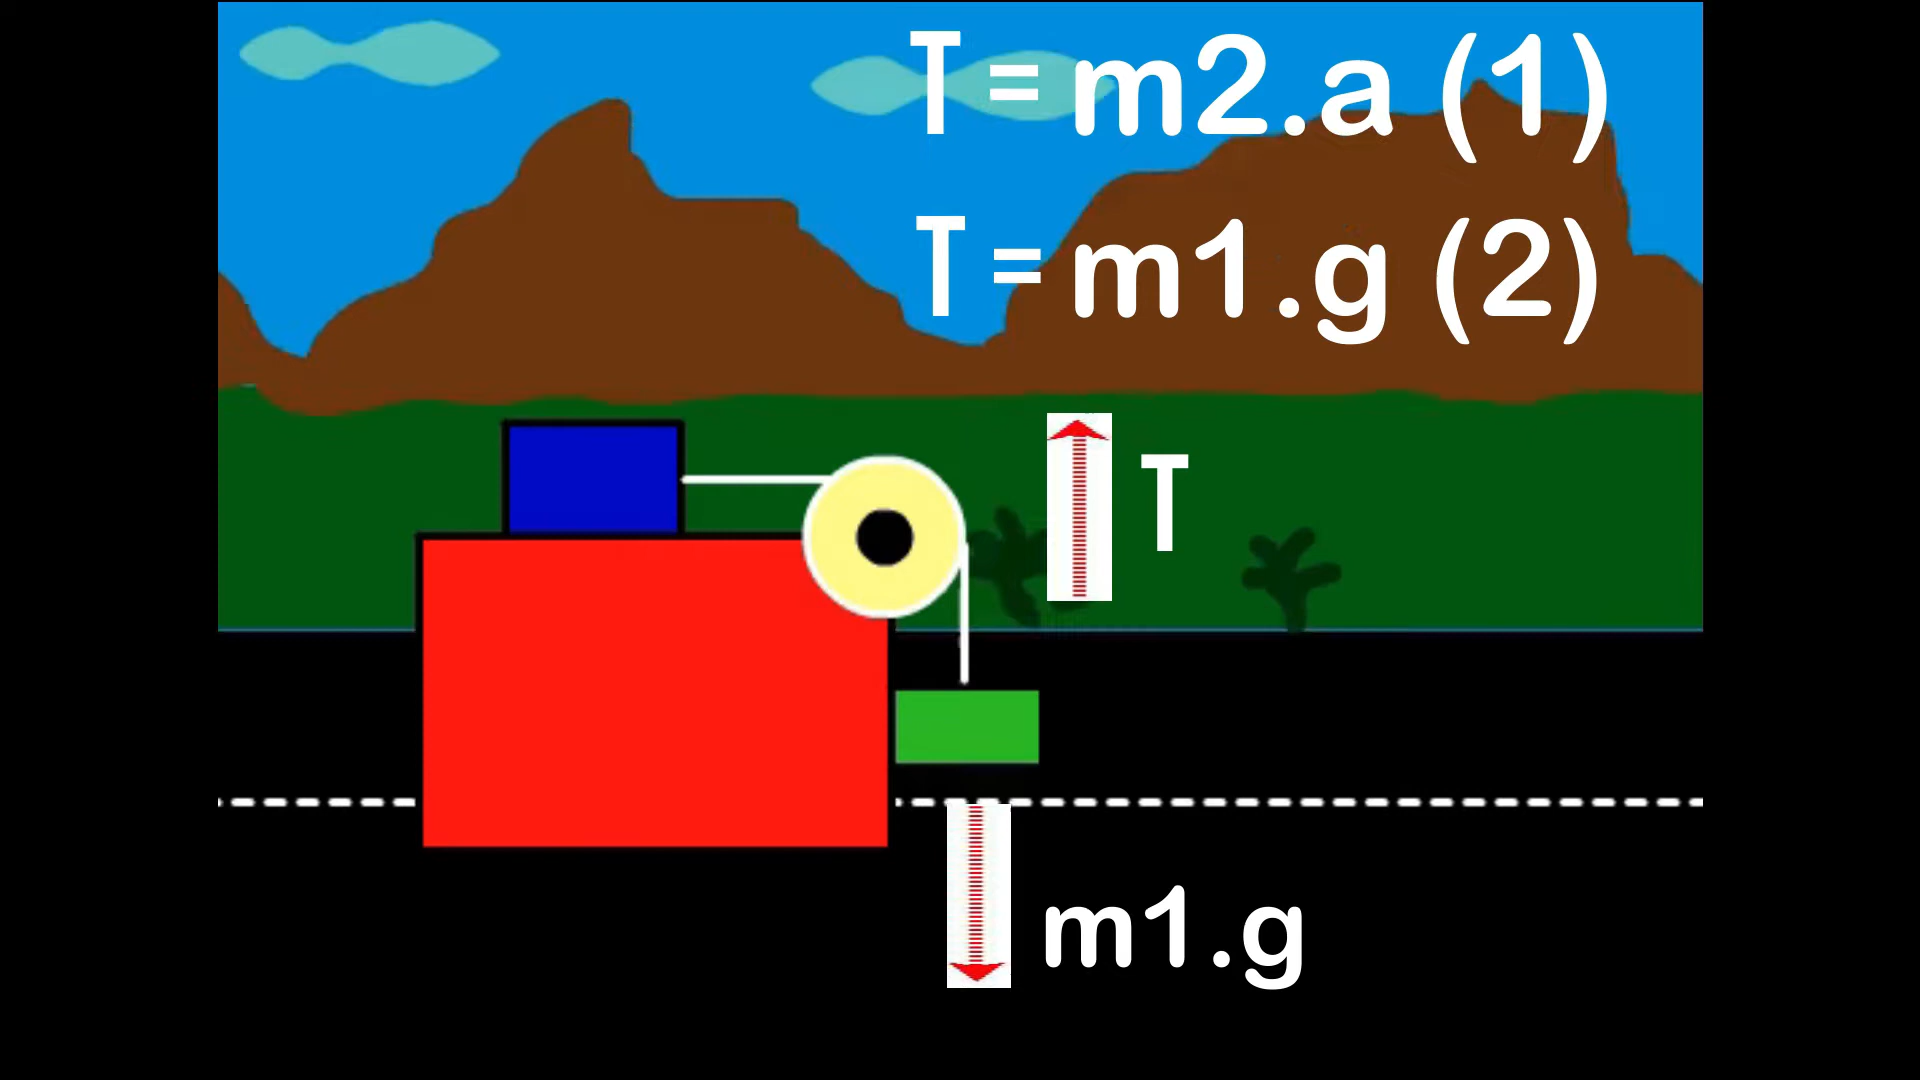 T = m2.a (1)
T = m1.g (2)
T
m1.g